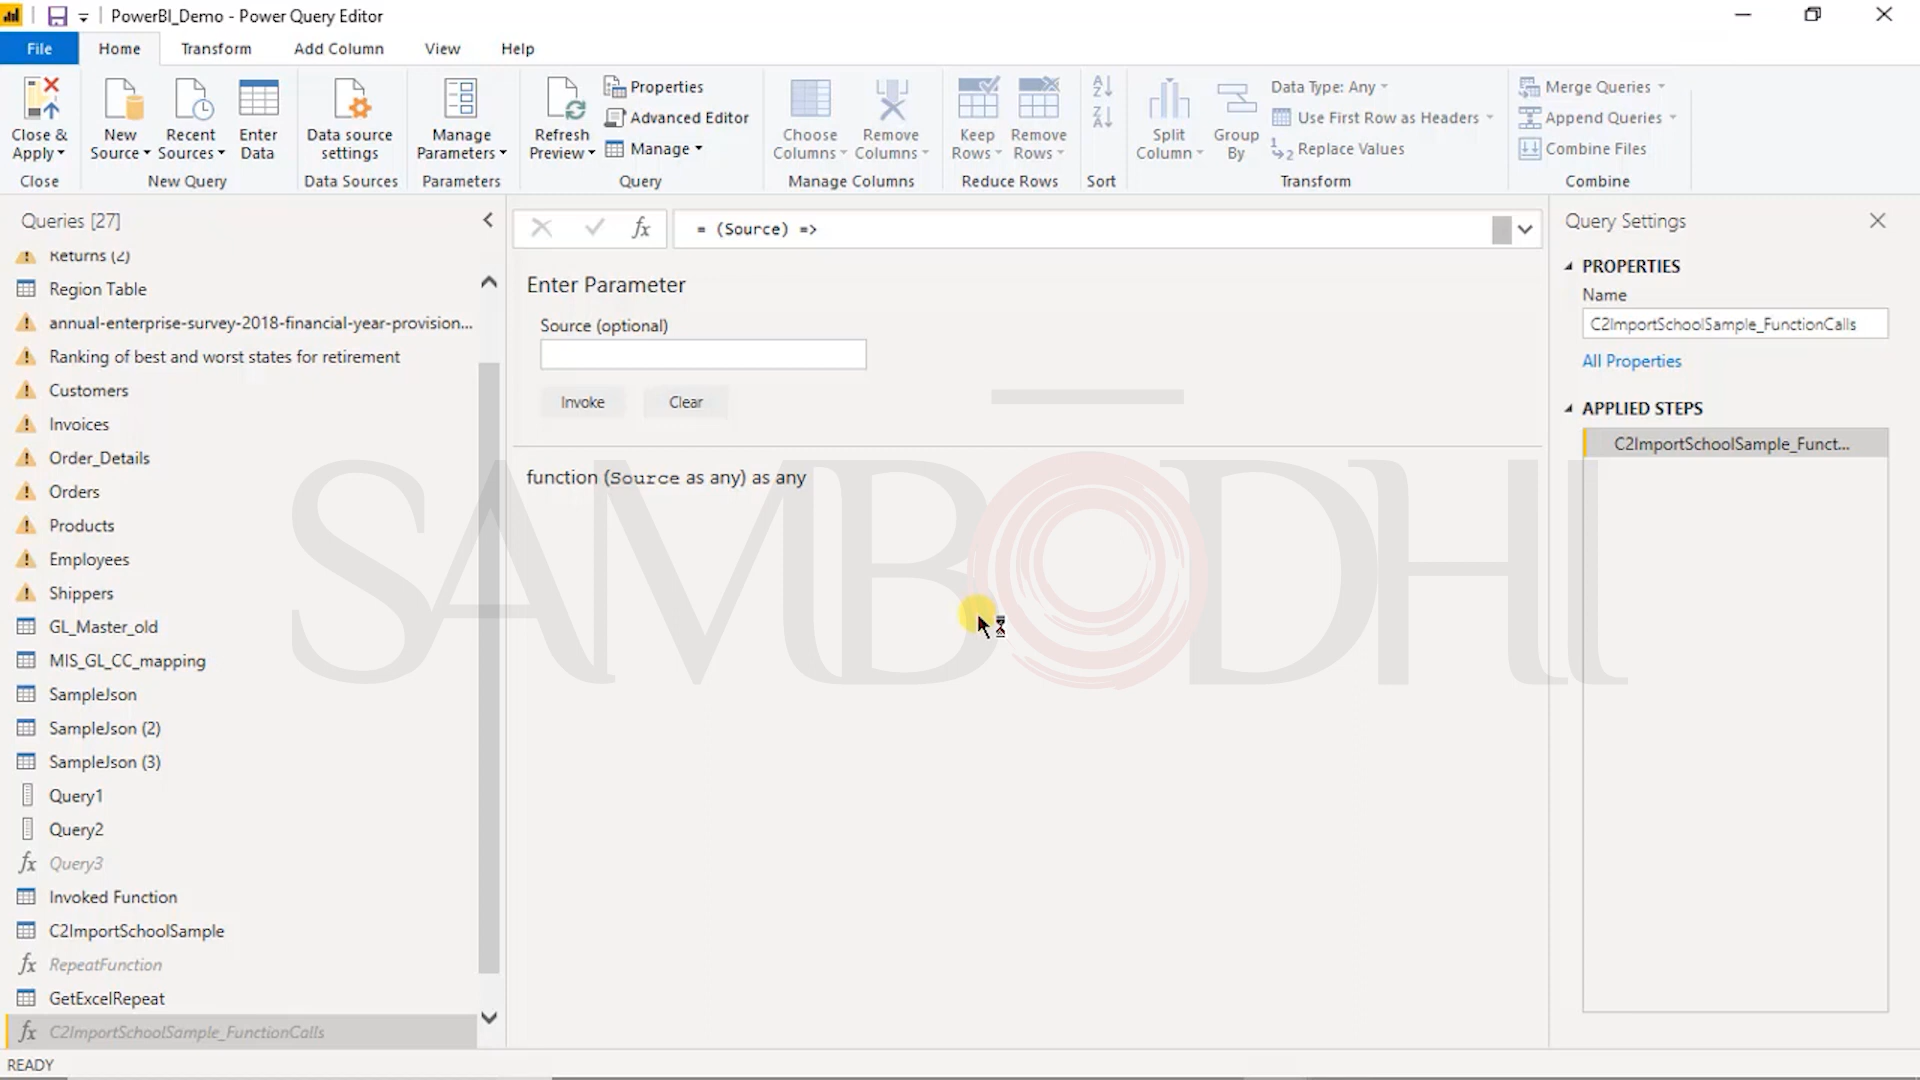 PowerBI_Demo - Power Query Editor
File Home Transform Add Column View Help
Close & Apply
Close
New Source
Recent Sources
Enter Data
New Query
Data source settings
Data Sources
Manage Parameters
Parameters
Refresh Preview
Properties
Advanced Editor
Manage
Query
Choose Columns
Remove Columns
Manage Columns
Keep Rows
Remove Rows
Reduce Rows
Sort
Split Column
Group By
Data Type: Any
Use First Row as Headers
Replace Values
Transform
Merge Queries
Append Queries
Combine Files
Combine
Queries [27]
Returns (2)
Region Table
annual-enterprise-survey-2018-financial-year-provision...
Ranking of best and worst states for retirement
Customers
Invoices
Order_Details
Orders
Products
Employees
Shippers
GL_Master_old
MIS_GL_CC_mapping
SampleJson
SampleJson (2)
SampleJson (3)
Query1
Query2
fx Query3
Invoked Function
C2ImportSchoolSample
fx RepeatFunction
GetExcelRepeat
fx C2ImportSchoolSample_FunctionCalls
READY
fx = (Source) =>
Enter Parameter
Source (optional)
Invoke Clear
function (Source as any) as any
SAMBODHI
Query Settings
PROPERTIES
Name
C2ImportSchoolSample_FunctionCalls
All Properties
APPLIED STEPS
C2ImportSchoolSample_Funct...